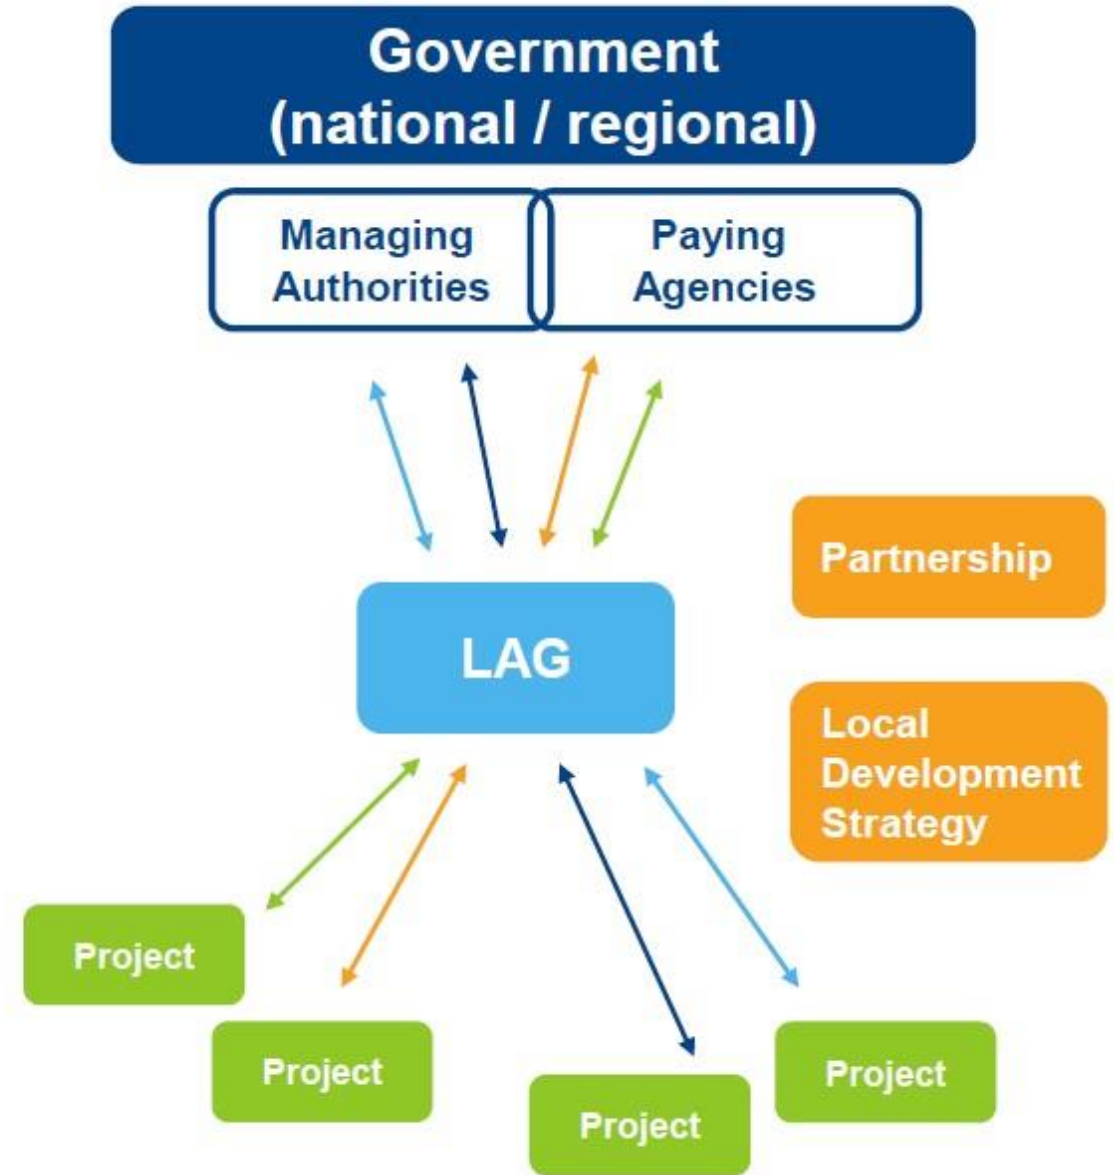 Government
(national / regional)
Managing
Authorities
Paying
Agencies
Partnership
LAG
Local
Development
Strategy
Project
Project
Project
Project